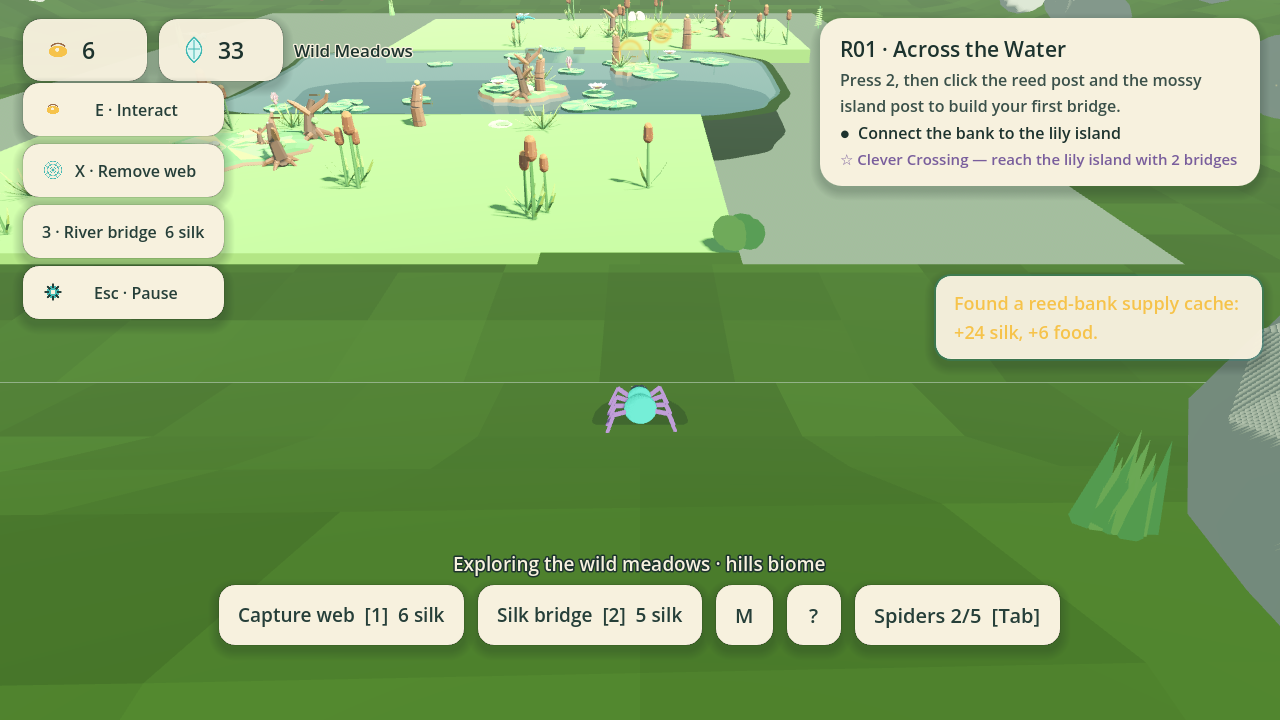 6
33
Wild Meadows
E · Interact
X · Remove web
3 · River bridge 6 silk
Esc · Pause
R01 · Across the Water
Press 2, then click the reed post and the mossy
island post to build your first bridge.
● Connect the bank to the lily island
☆ Clever Crossing — reach the lily island with 2 bridges
Found a reed-bank supply cache:
+24 silk, +6 food.
Exploring the wild meadows · hills biome
Capture web [1] 6 silk
Silk bridge [2] 5 silk
M
?
Spiders 2/5 [Tab]